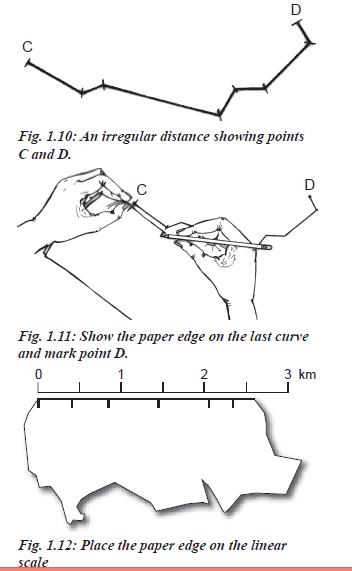 D
C
Fig. 1.10: An irregular distance showing points
C and D.
C
D
Fig. 1.11: Show the paper edge on the last curve
and mark point D.
0 1 2 3 km
Fig. 1.12: Place the paper edge on the linear
scale